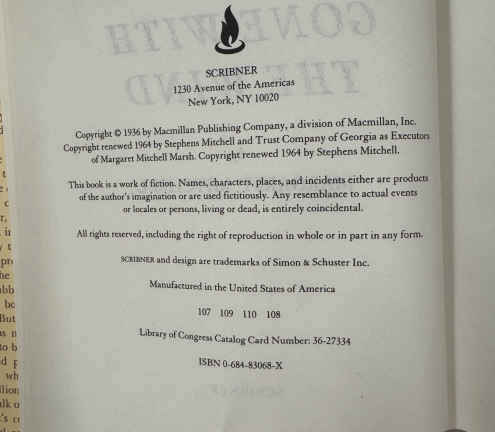 SCRIBNER
1230 Avenue of the Americas
New York, NY 10020
Copyright © 1936 by Macmillan Publishing Company, a division of Macmillan, Inc.
Copyright renewed 1964 by Stephens Mitchell and Trust Company of Georgia as Executors
of Margaret Mitchell Marsh. Copyright renewed 1964 by Stephens Mitchell.
This book is a work of fiction. Names, characters, places, and incidents either are products
of the author's imagination or are used fictitiously. Any resemblance to actual events
or locales or persons, living or dead, is entirely coincidental.
All rights reserved, including the right of reproduction in whole or in part in any form.
SCRIBNER and design are trademarks of Simon & Schuster Inc.
Manufactured in the United States of America
107 109 110 108
Library of Congress Catalog Card Number: 36-27334
ISBN 0-684-83068-X